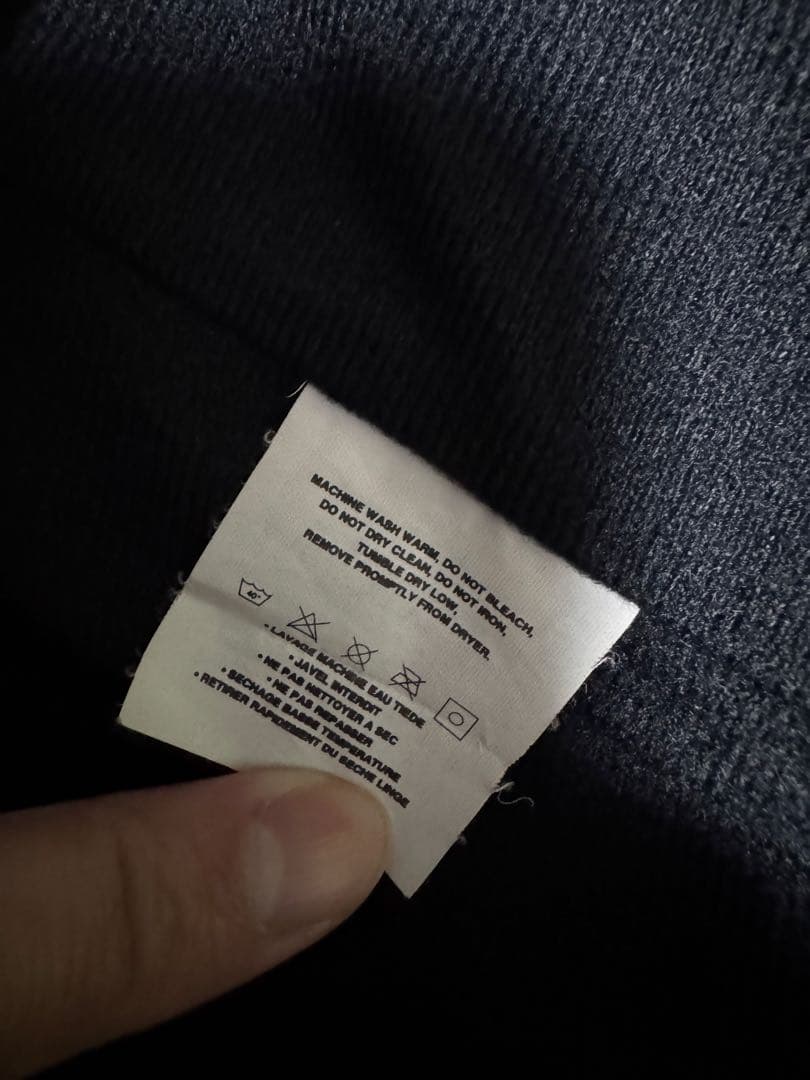 MACHINE WASH WARM, DO NOT BLEACH,
DO NOT DRY CLEAN, DO NOT IRON,
TUMBLE DRY LOW,
REMOVE PROMPTLY FROM DRYER.
40°
• LAVAGE MACHINE EAU TIEDE
• JAVEL INTERDIT
• NE PAS NETTOYER A SEC
• NE PAS REPASSER
• SECHAGE BASSE TEMPERATURE
• RETIRER RAPIDEMENT DU SECHE LINGE